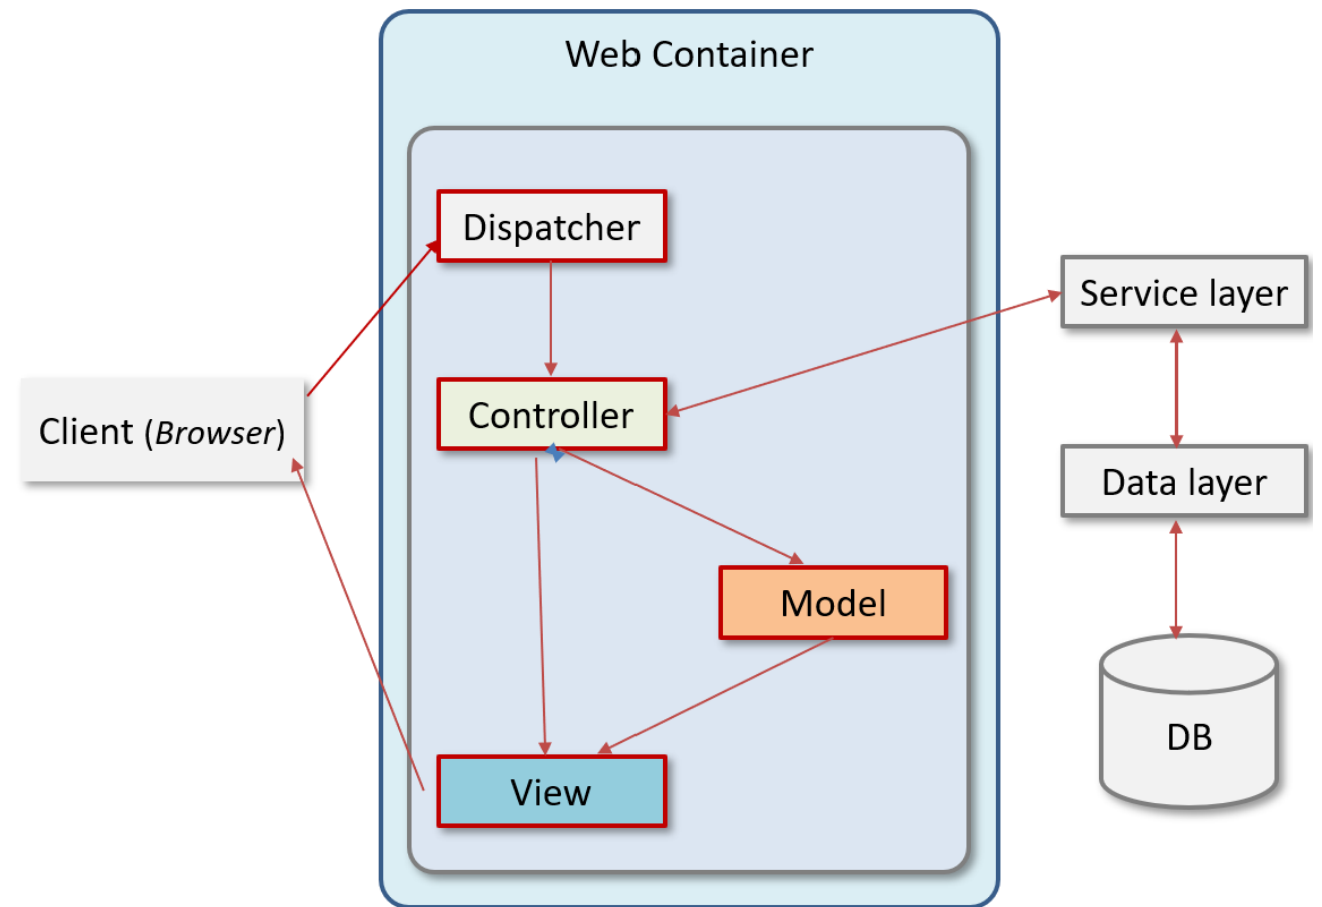 Web Container
Dispatcher
Service layer
Controller
Client (Browser)
Data layer
Model
DB
View